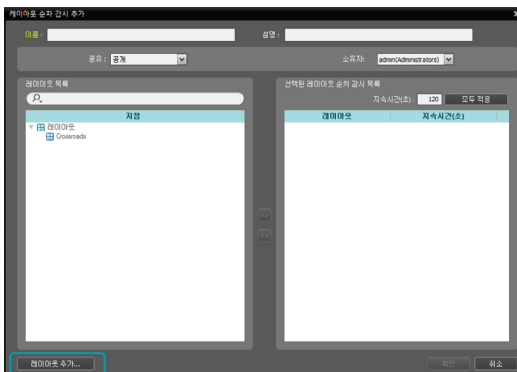 레이아웃 순차 감시 추가
이름: 설명:
공유: 공개 소유자: admin(Administrators)
레이아웃 목록 선택된 레이아웃 순차 감시 목록
지속시간(초) 120 모두 적용
지점 레이아웃 지속시간(초)
레이아웃
Crossroads
레이아웃 추가... 확인 취소